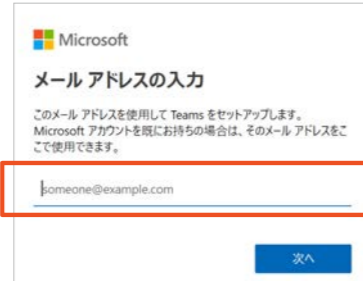 Microsoft
メール アドレスの入力
このメール アドレスを使用して Teams をセットアップします。
Microsoft アカウントを既にお持ちの場合は、そのメール アドレスをこ
こで使用できます。
someone@example.com
次へ